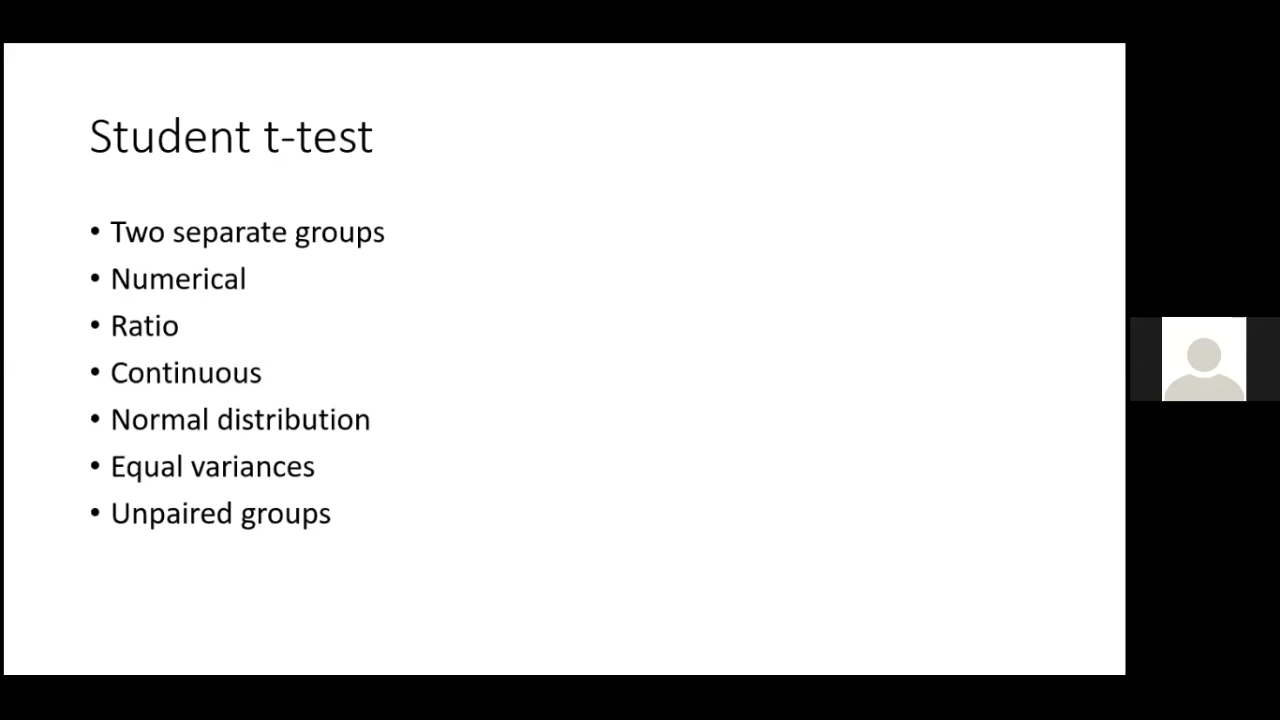 Student t-test
• Two separate groups
• Numerical
• Ratio
• Continuous
• Normal distribution
• Equal variances
• Unpaired groups